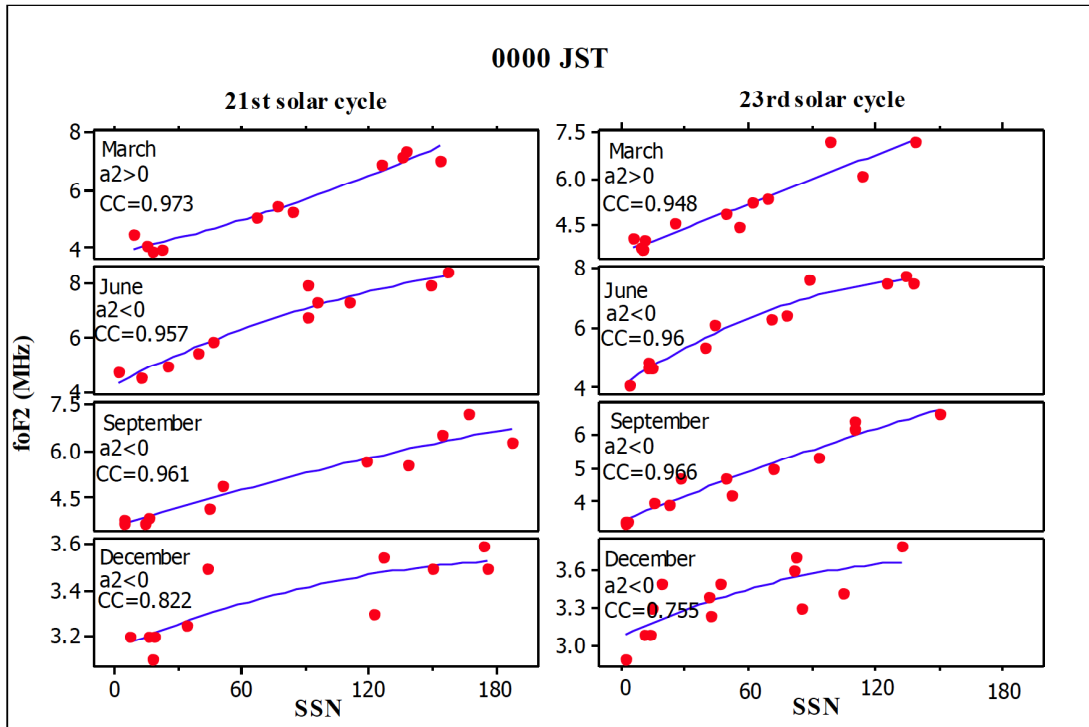 0000 JST
21st solar cycle
23rd solar cycle
foF2 (MHz)
8
6
4
March
a2>0
CC=0.973
7.5
6.0
4.5
March
a2>0
CC=0.948
8
6
4
June
a2<0
CC=0.957
8
6
4
June
a2<0
CC=0.96
7.5
6.0
4.5
September
a2<0
CC=0.961
6
5
4
September
a2<0
CC=0.966
3.6
3.4
3.2
December
a2<0
CC=0.822
3.6
3.3
3.0
December
a2<0
CC=0.755
0 60 120 180
0 60 120 180
SSN
SSN